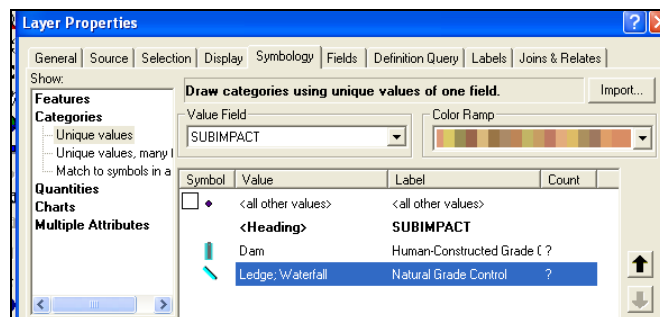 Layer Properties
General Source Selection Display Symbology Fields Definition Query Labels Joins & Relates
Show:
Features
Categories
Unique values
Unique values, many
Match to symbols in a
Quantities
Charts
Multiple Attributes
Draw categories using unique values of one field.
Import...
Value Field
SUBIMPACT
Color Ramp
Symbol Value Label Count
<all other values> <all other values>
<Heading> SUBIMPACT
Dam Human-Constructed Grade C ?
Ledge; Waterfall Natural Grade Control ?